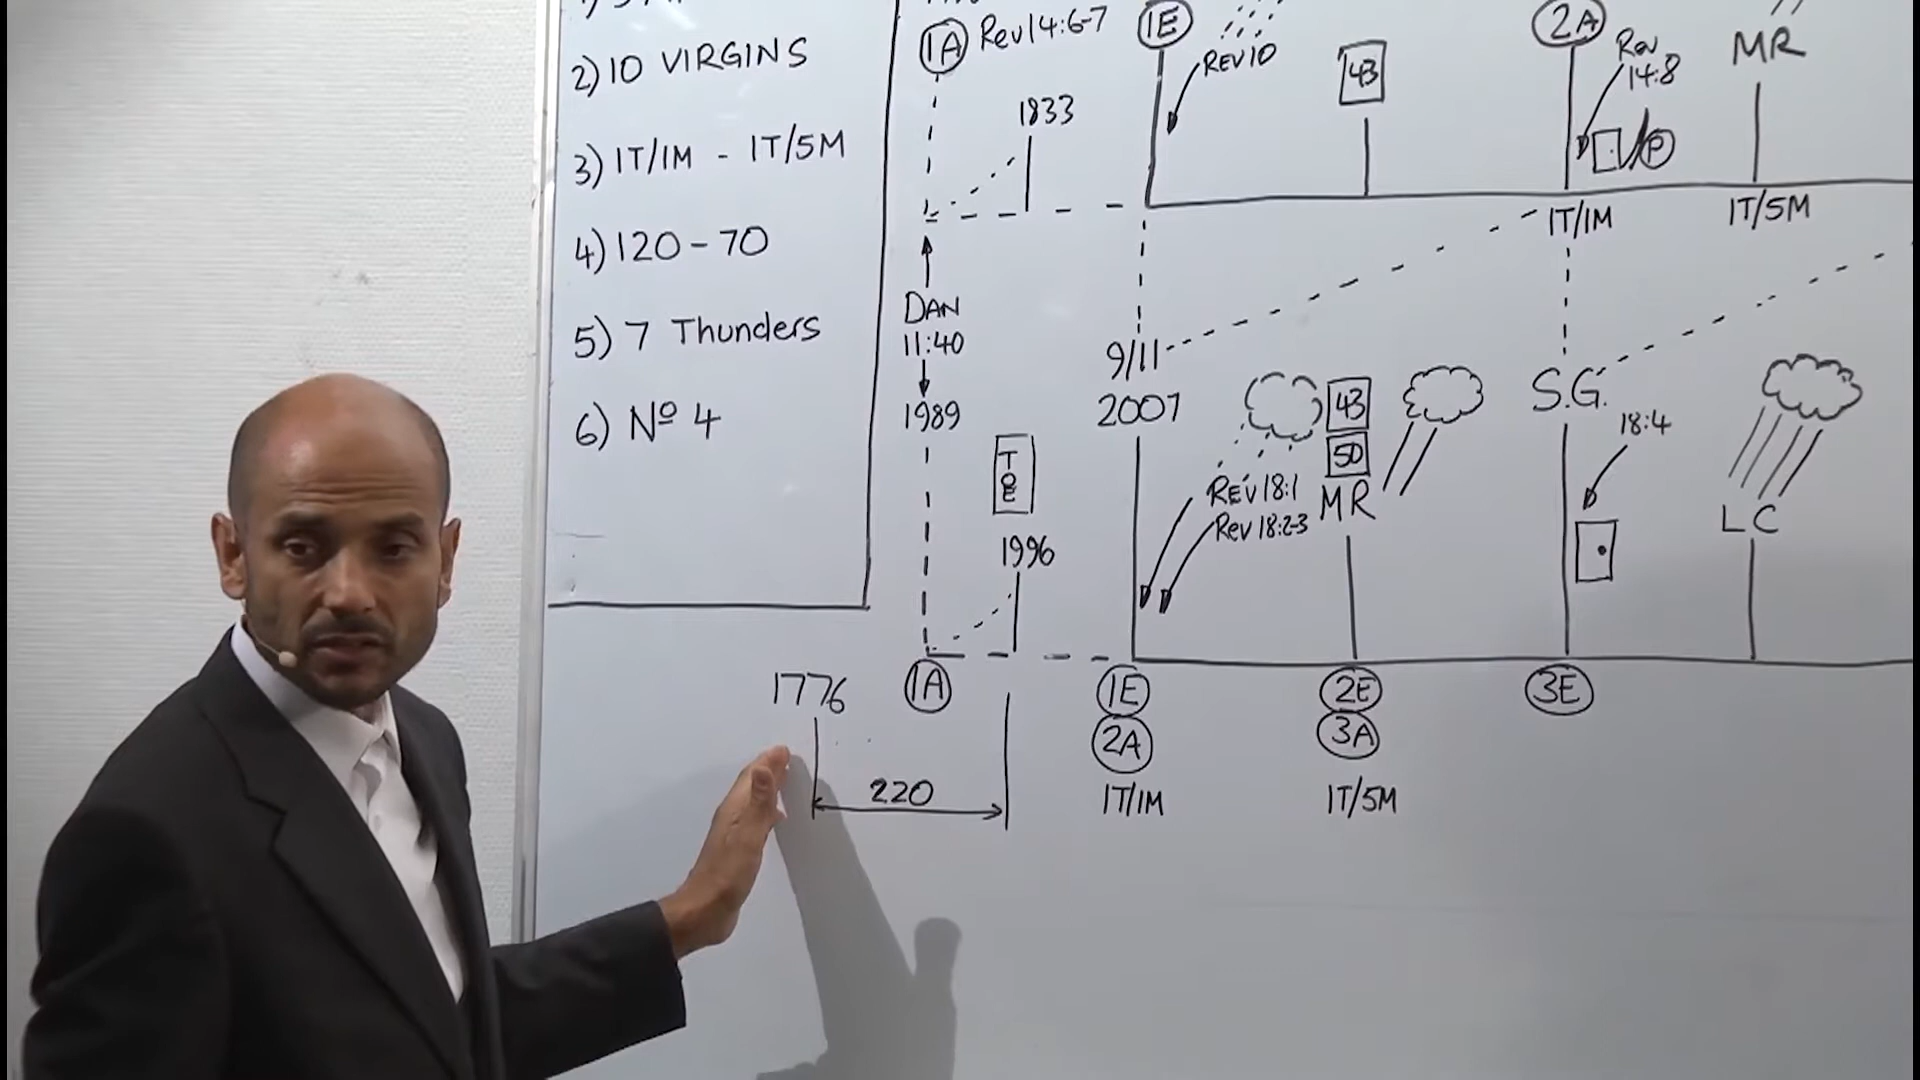 2) 10 VIRGINS
3) 1T/1M - 1T/5M
4) 120-70
5) 7 Thunders
6) Nº 4
1A Rev 14:6-7
1833
1E
REV 10
43
2A
Rev
14:8
P
MR
1T/1M
1T/5M
DAN
11:40
1989
9/11
2001
43
50
MR
S.G.
18:4
REV 18:1
Rev 18:2-3
LC
TOE
1996
1776
220
1A
1E
2A
1T/1M
2E
3A
1T/5M
3E